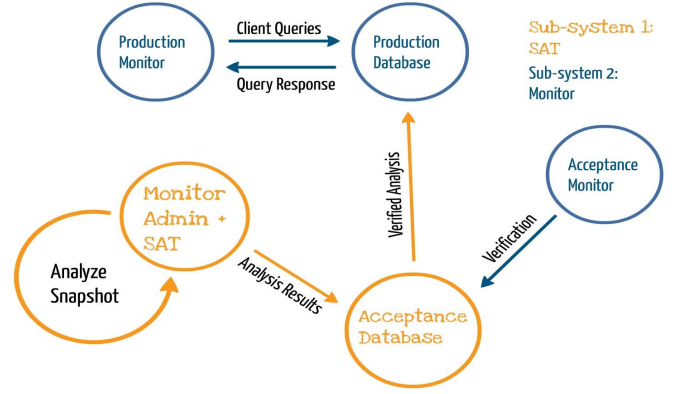 Production
Monitor
Client Queries
Query Response
Production
Database
Sub-system 1:
SAT
Sub-system 2:
Monitor
Acceptance
Monitor
Verification
Verified Analysis
Monitor
Admin +
SAT
Analyze
Snapshot
Analysis Results
Acceptance
Database